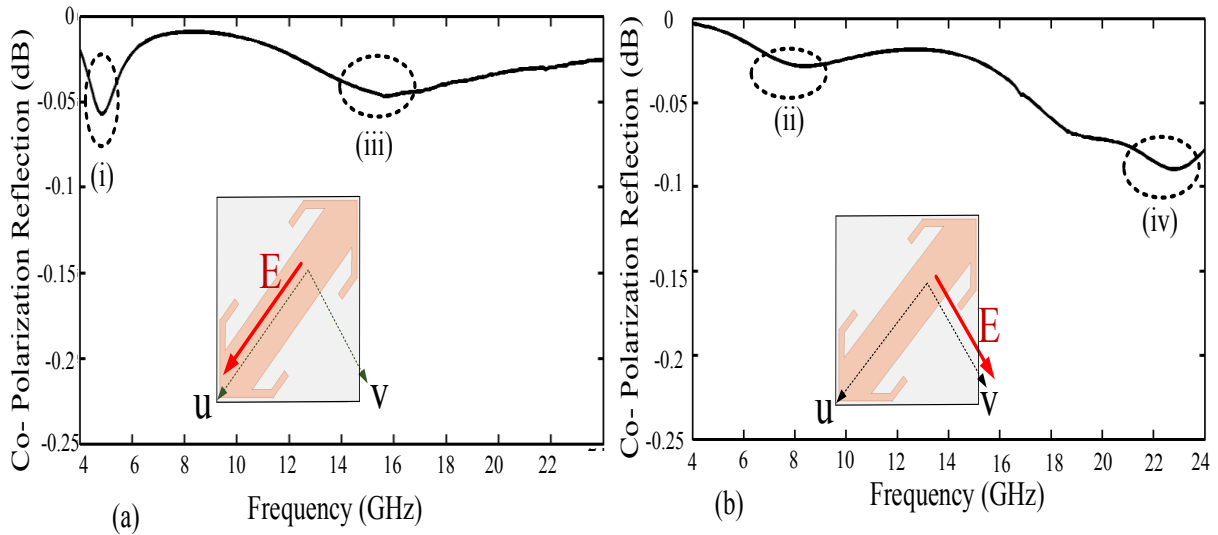 Co- Polarization Reflection (dB)
0
-0.05
-0.1
-0.15
-0.2
-0.25
(i)
(iii)
E
u
v
4 6 8 10 12 14 16 18 20 22
Frequency (GHz)
(a)
Co- Polarization Reflection (dB)
0
-0.05
-0.1
-0.15
-0.2
-0.25
(ii)
(iv)
E
u
v
4 6 8 10 12 14 16 18 20 22 24
Frequency (GHz)
(b)